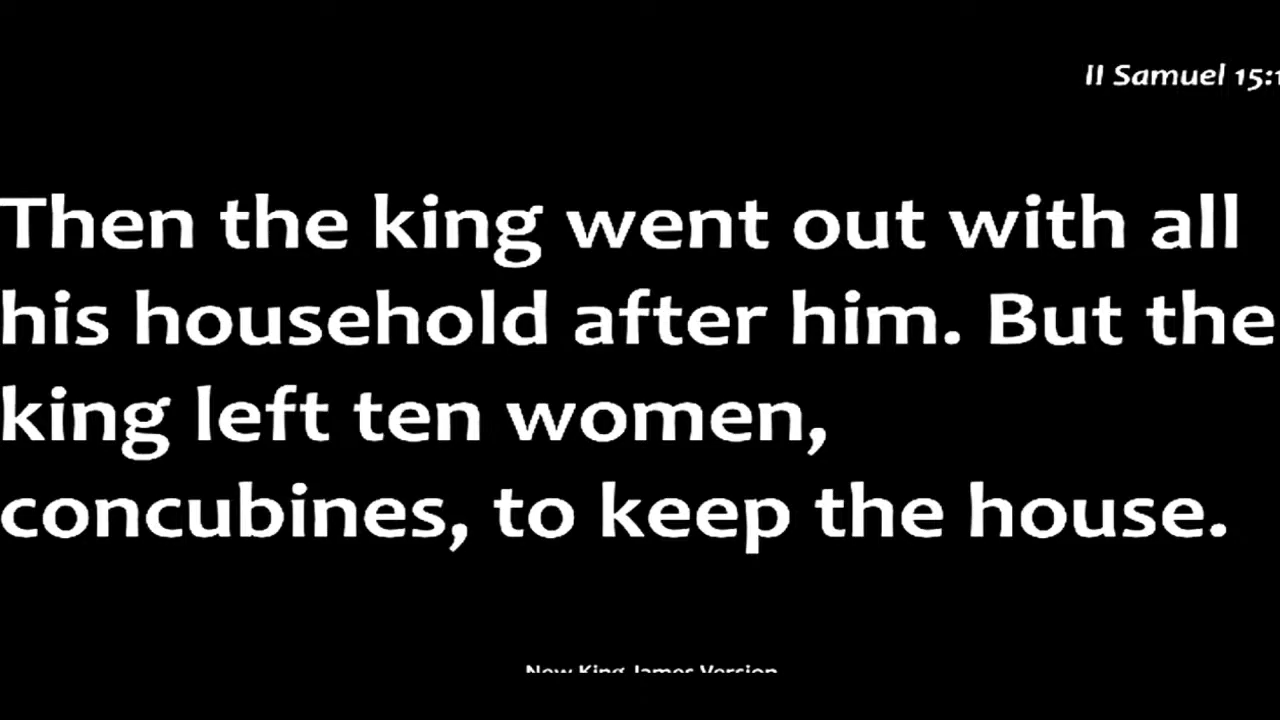 II Samuel 15:1
Then the king went out with all
his household after him. But the
king left ten women,
concubines, to keep the house.
New King James Version